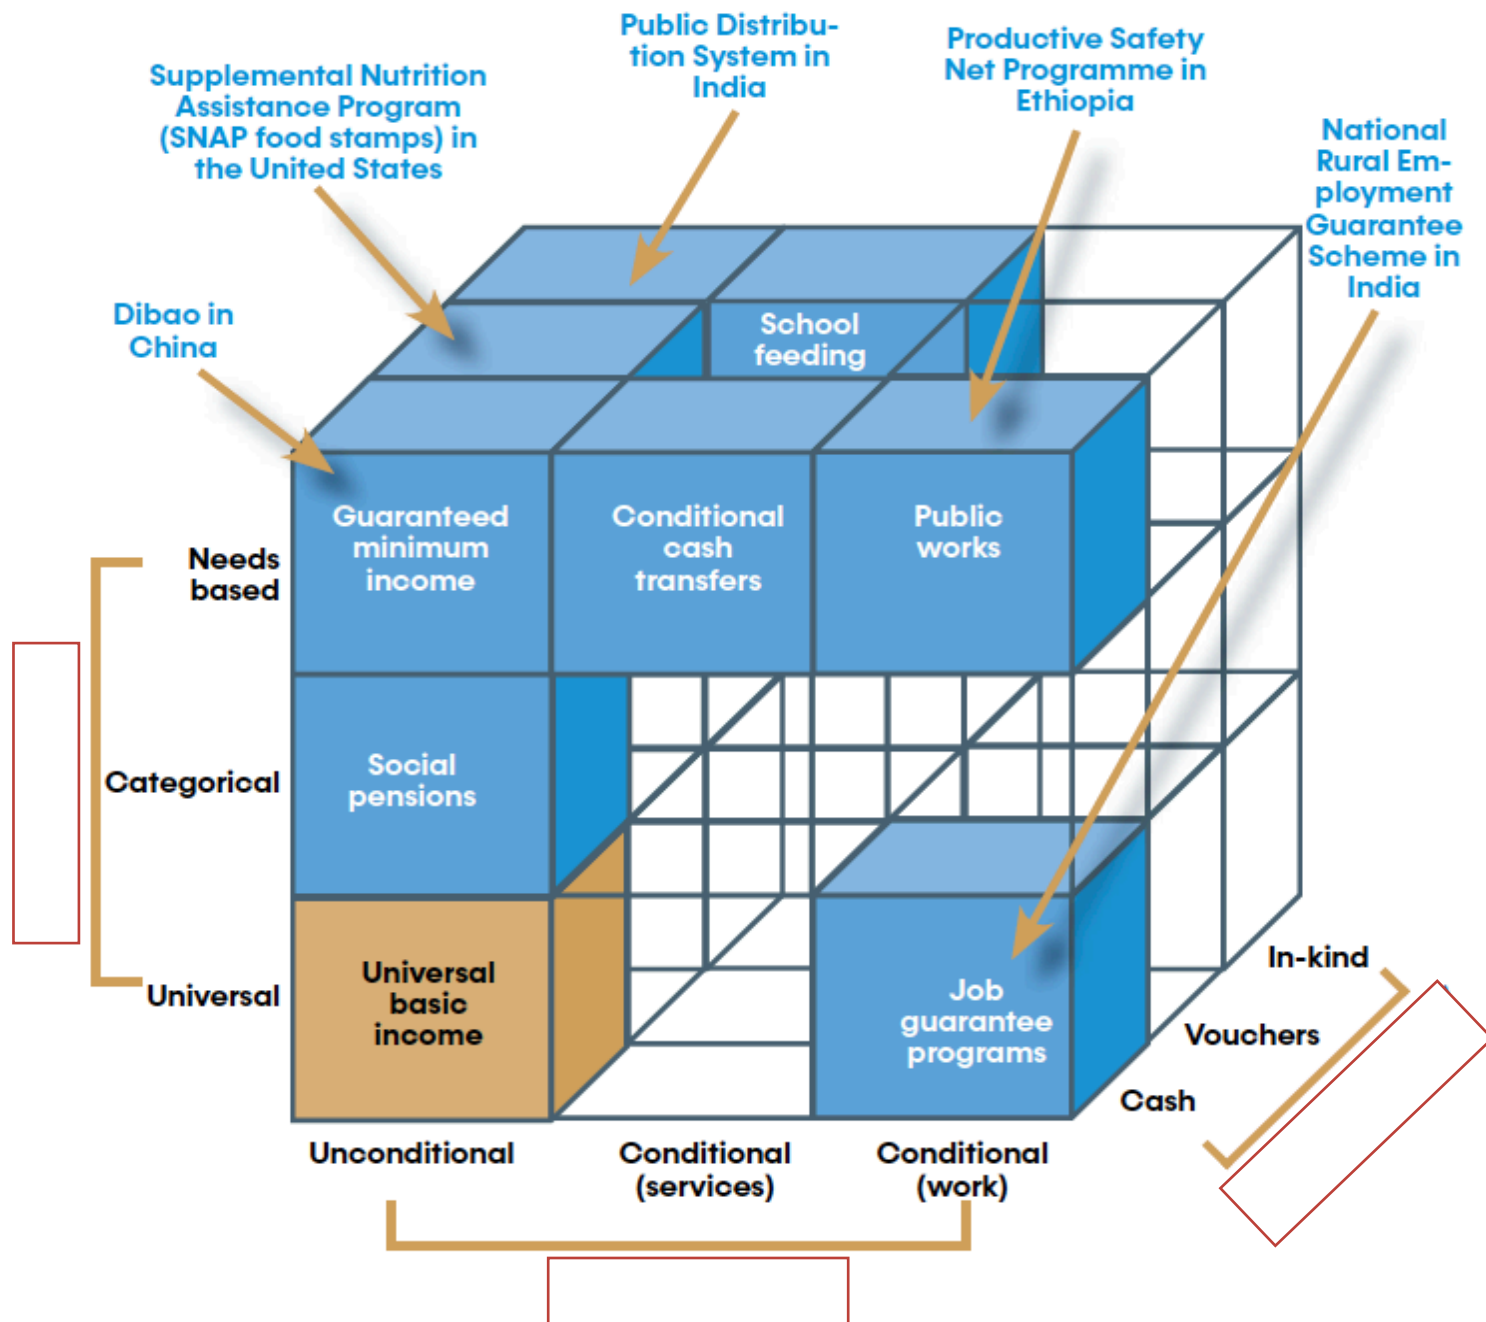 Public Distribu-
tion System in
India
Productive Safety
Net Programme in
Ethiopia
Supplemental Nutrition
Assistance Program
(SNAP food stamps) in
the United States
National
Rural Em-
ployment
Guarantee
Scheme in
India
Dibao in
China
School
feeding
Guaranteed
minimum
income
Conditional
cash
transfers
Public
works
Needs
based
Social
pensions
Categorical
Universal
basic
income
Universal
Job
guarantee
programs
In-kind
Vouchers
Cash
Unconditional
Conditional
(services)
Conditional
(work)